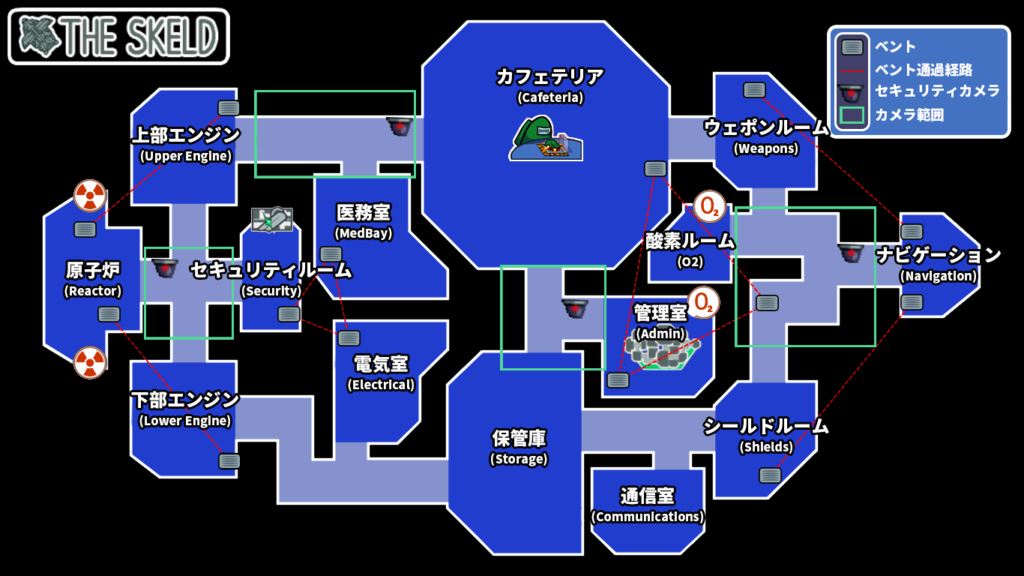 THE SKELD
ベント
ベント通過経路
セキュリティカメラ
カメラ範囲
カフェテリア
(Cafeteria)
上部エンジン
(Upper Engine)
ウェポンルーム
(Weapons)
医務室
(MedBay)
O₂
酸素ルーム
(O2)
原子炉
(Reactor)
セキュリティルーム
(Security)
ナビゲーション
(Navigation)
O₂
管理室
(Admin)
電気室
(Electrical)
下部エンジン
(Lower Engine)
保管庫
(Storage)
シールドルーム
(Shields)
通信室
(Communications)